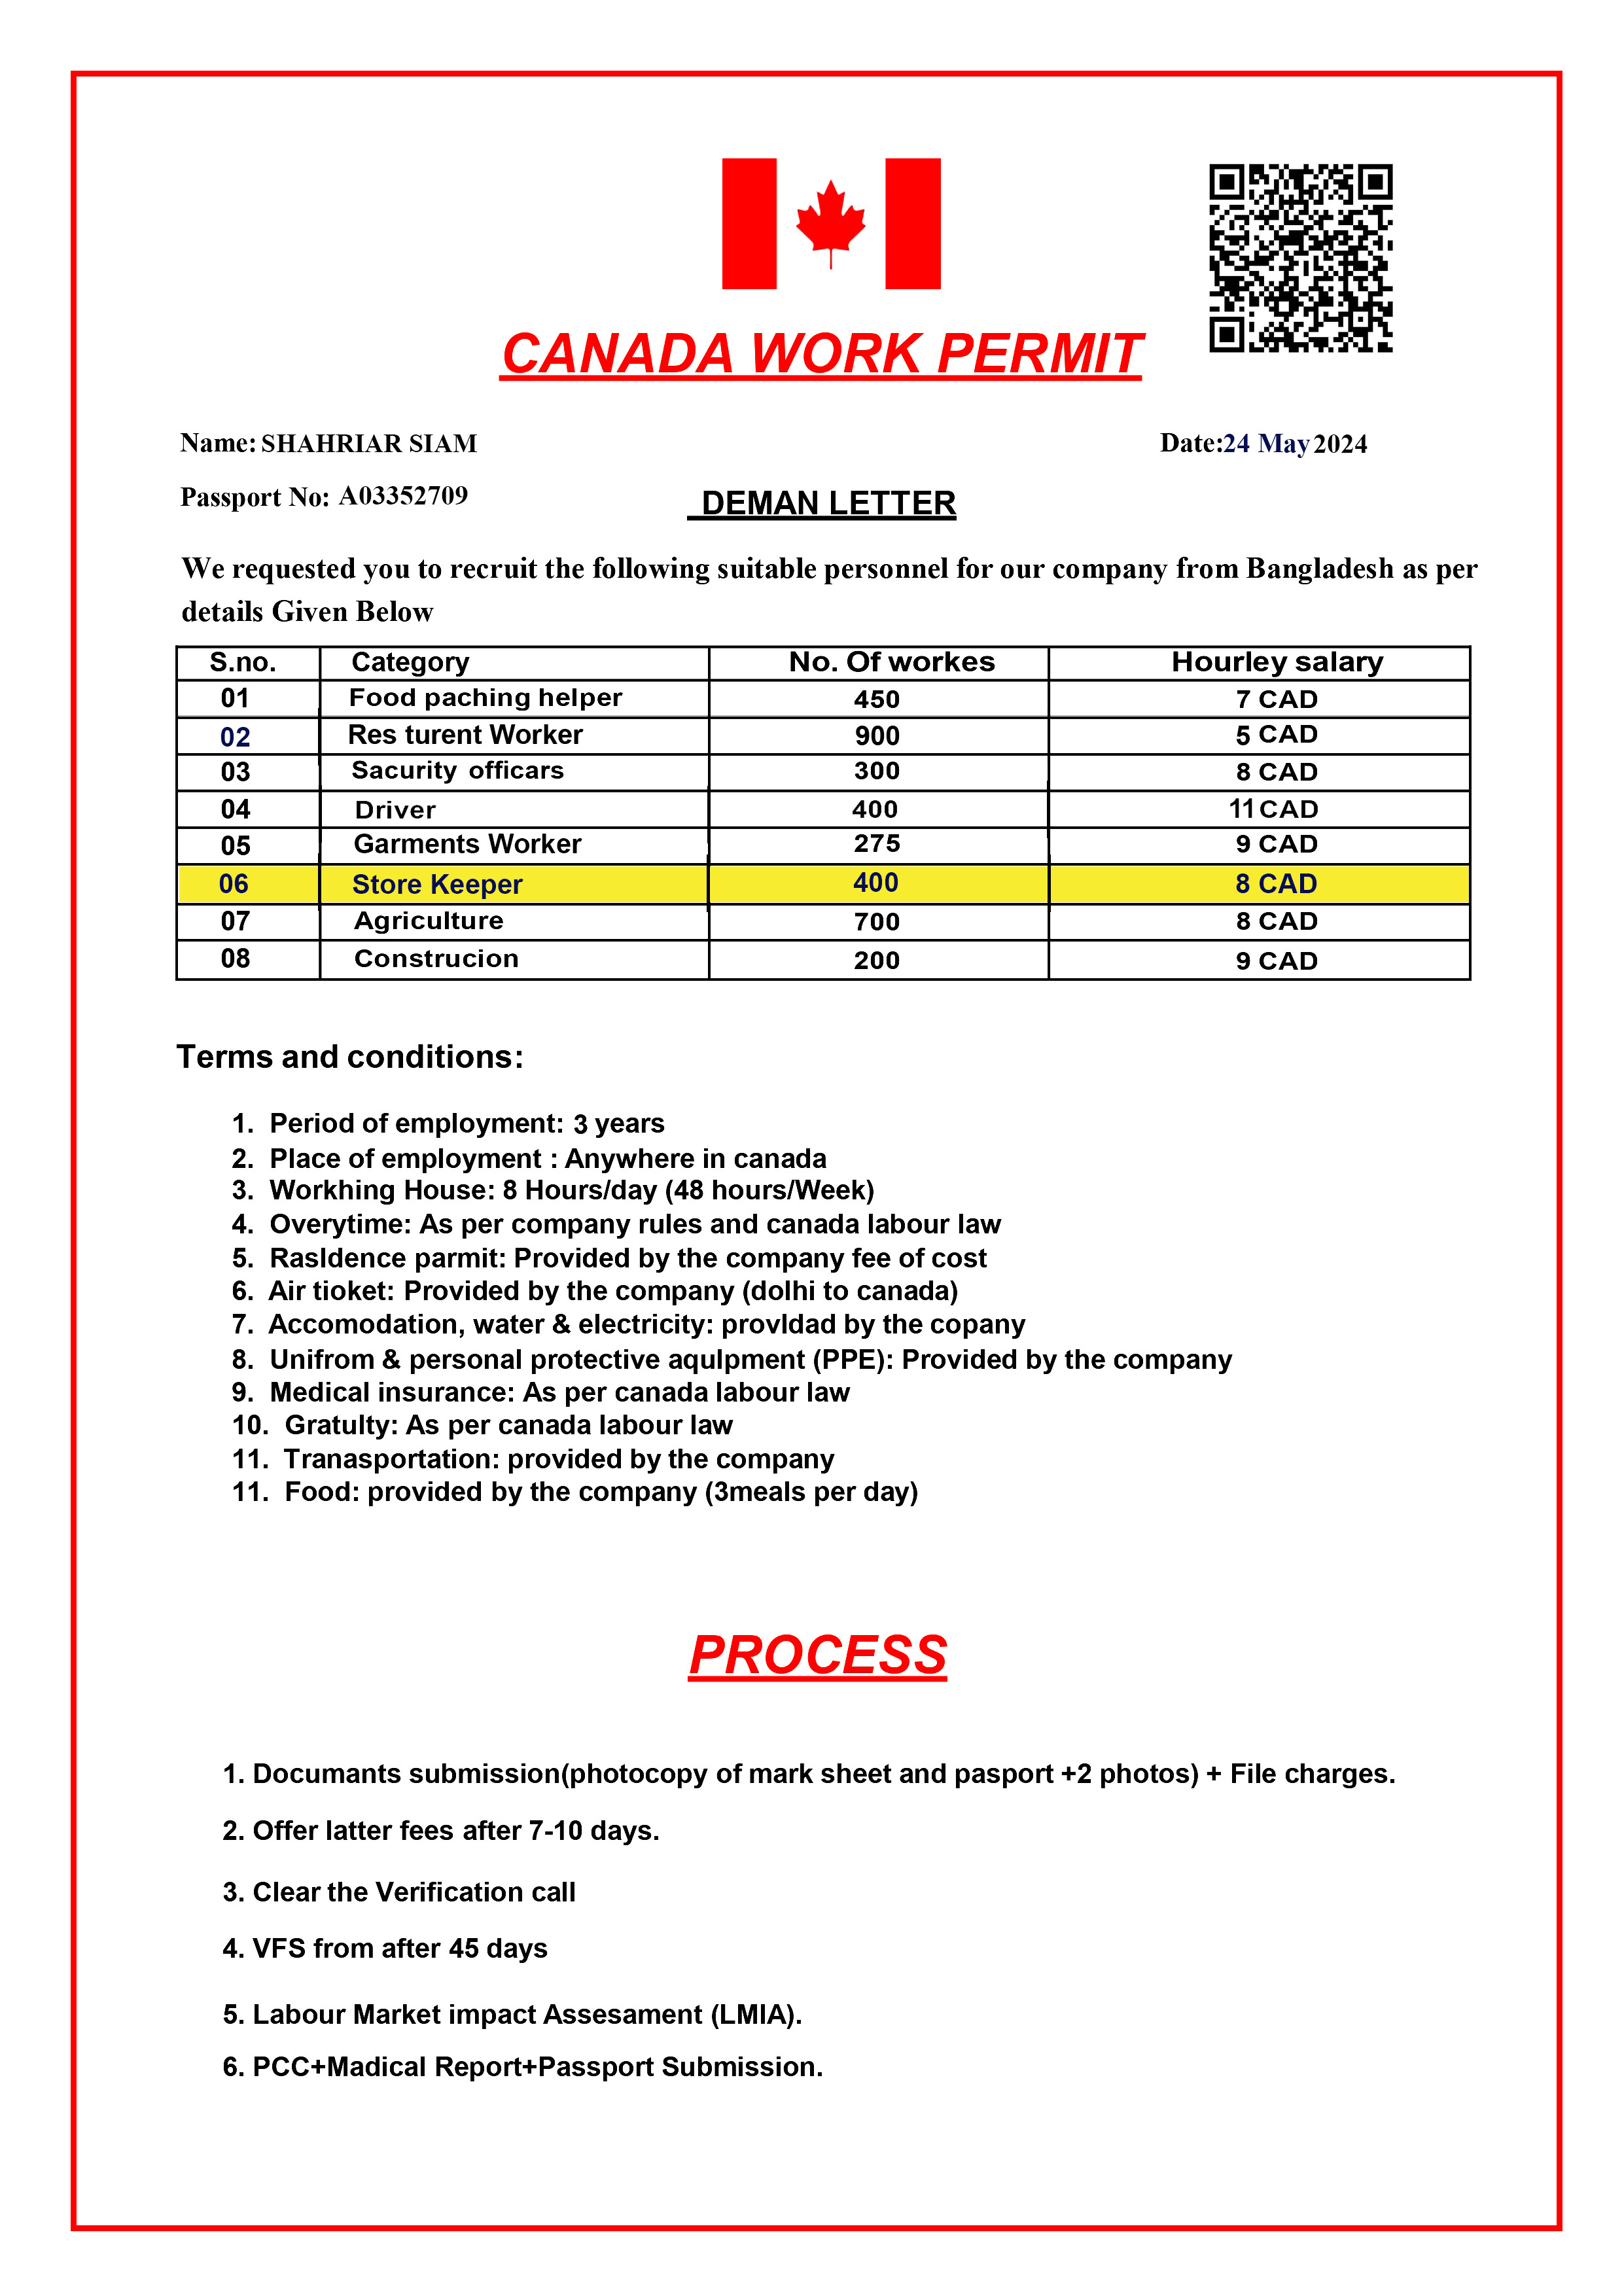 CANADA WORK PERMIT
Name: SHAHRIAR SIAM Date:24 May 2024
Passport No: A03352709
DEMAN LETTER
We requested you to recruit the following suitable personnel for our company from Bangladesh as per
details Given Below
S.no. Category No. Of workes Hourley salary
01 Food paching helper 450 7 CAD
02 Res turent Worker 900 5 CAD
03 Sacurity officars 300 8 CAD
04 Driver 400 11 CAD
05 Garments Worker 275 9 CAD
06 Store Keeper 400 8 CAD
07 Agriculture 700 8 CAD
08 Construcion 200 9 CAD
Terms and conditions:
1. Period of employment: 3 years
2. Place of employment : Anywhere in canada
3. Workhing House: 8 Hours/day (48 hours/Week)
4. Overytime: As per company rules and canada labour law
5. Rasldence parmit: Provided by the company fee of cost
6. Air tioket: Provided by the company (dolhi to canada)
7. Accomodation, water & electricity: provldad by the copany
8. Unifrom & personal protective aqulpment (PPE): Provided by the company
9. Medical insurance: As per canada labour law
10. Gratulty: As per canada labour law
11. Tranasportation: provided by the company
11. Food: provided by the company (3meals per day)
PROCESS
1. Documants submission(photocopy of mark sheet and pasport +2 photos) + File charges.
2. Offer latter fees after 7-10 days.
3. Clear the Verification call
4. VFS from after 45 days
5. Labour Market impact Assesament (LMIA).
6. PCC+Madical Report+Passport Submission.